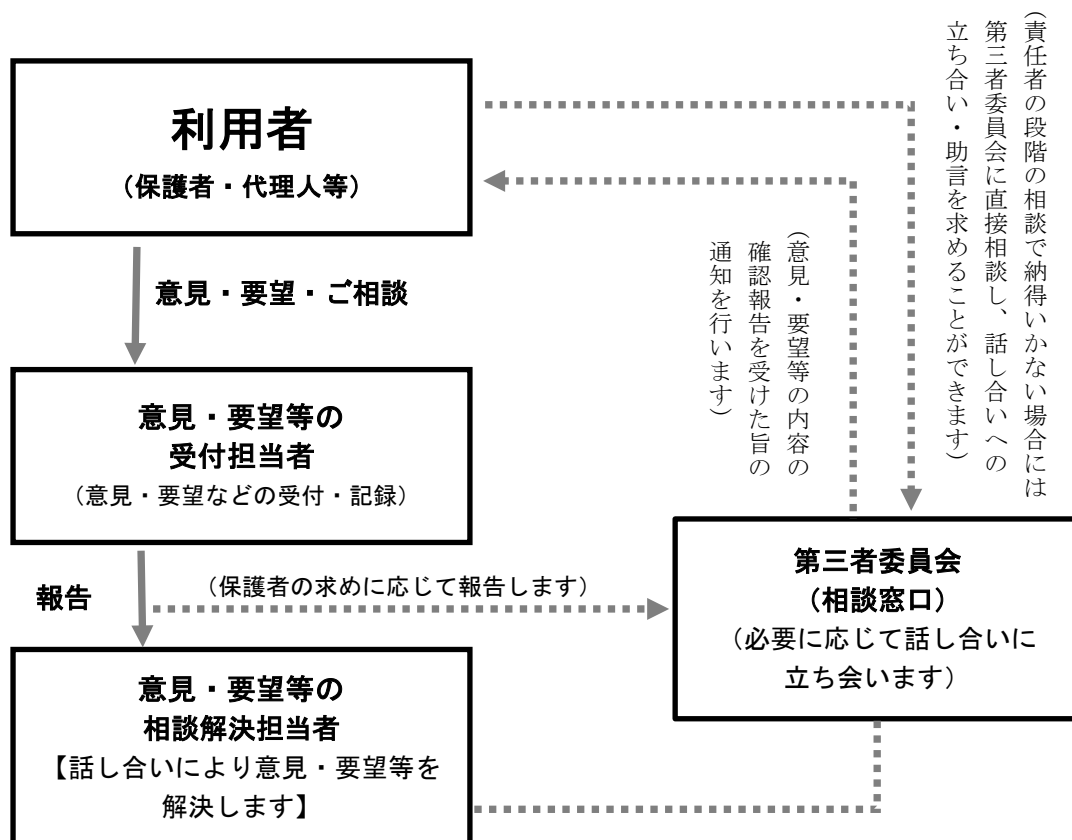 利用者
（保護者・代理人等）
意見・要望・ご相談
意見・要望等の
受付担当者
（意見・要望などの受付・記録）
報告
（保護者の求めに応じて報告します）
意見・要望等の
相談解決担当者
【話し合いにより意見・要望等を
解決します】
（責任者の段階の相談で納得いかない場合には
第三者委員会に直接相談し、話し合いへの
立ち合い・助言を求めることができます）
（意見・要望等の内容の
確認報告を受けた旨の
通知を行います）
第三者委員会
（相談窓口）
（必要に応じて話し合いに
立ち会います）